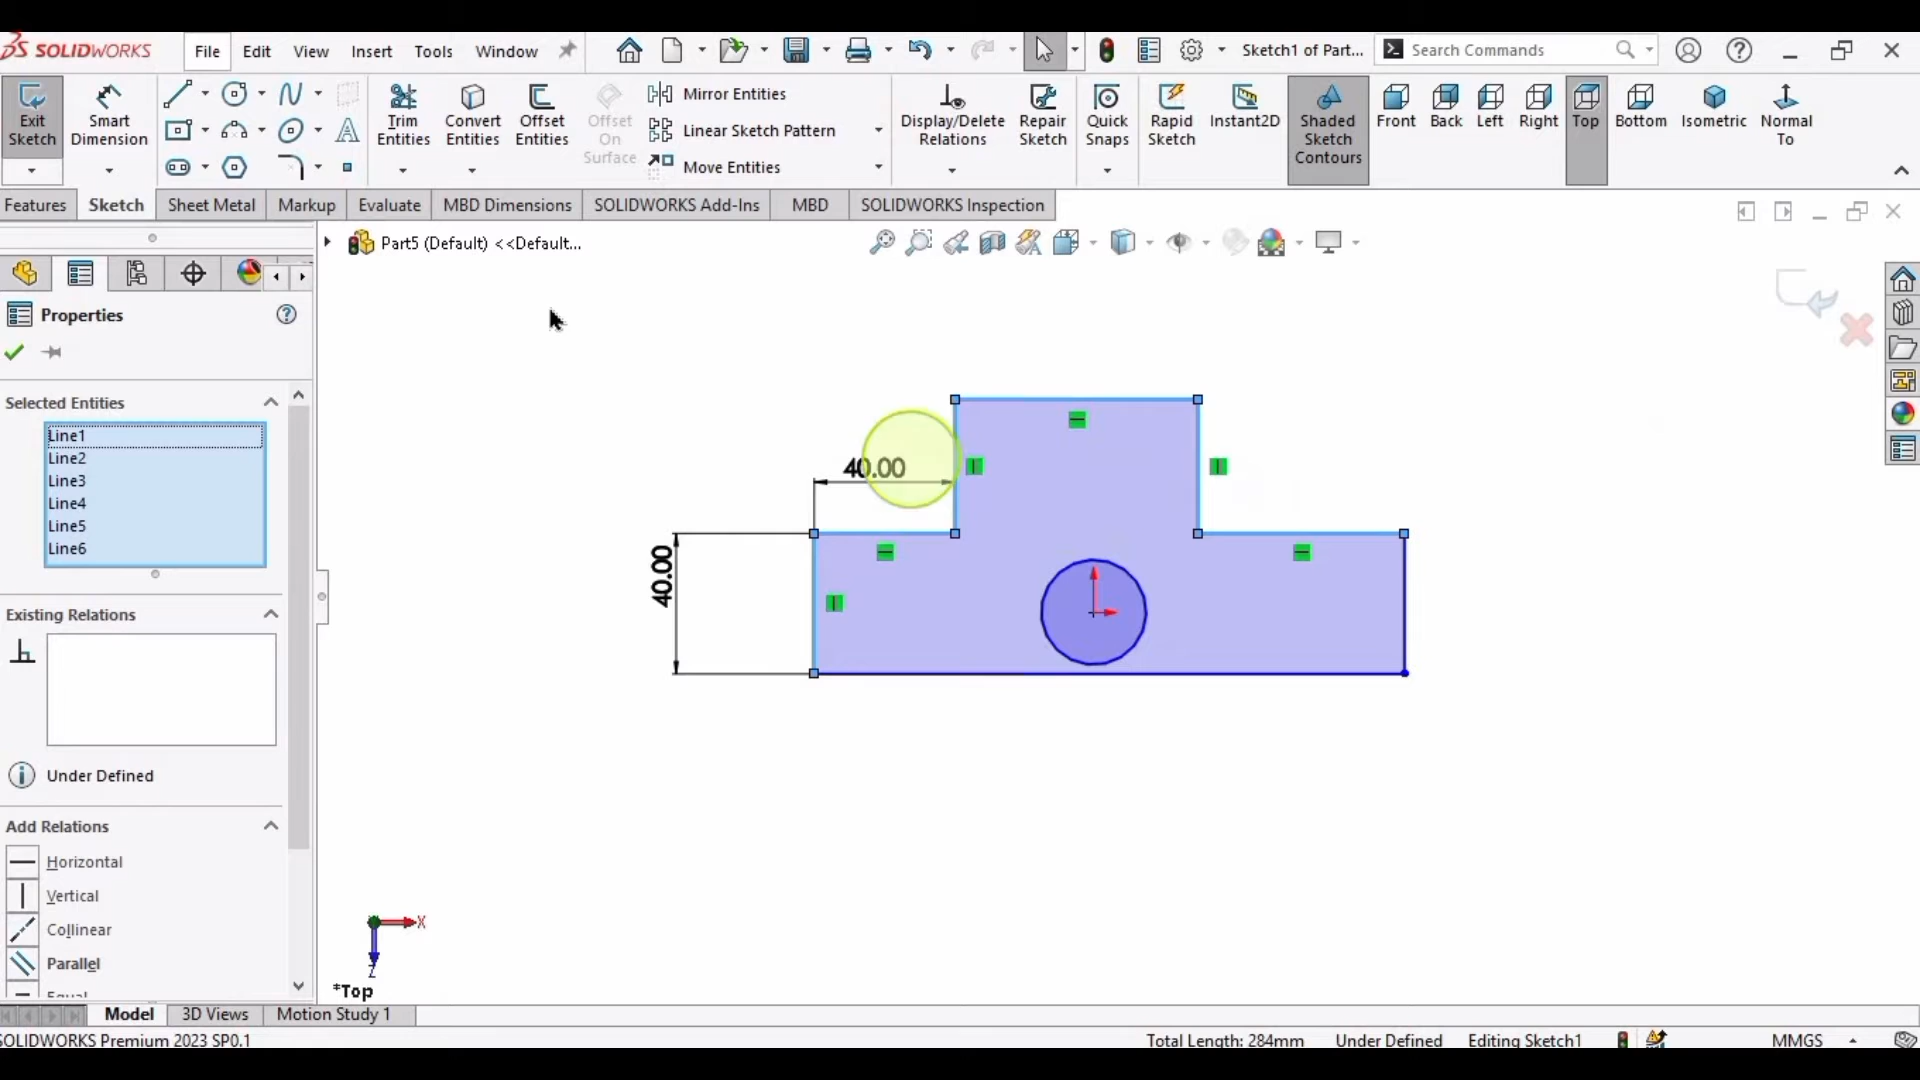 SOLIDWORKS File Edit View Insert Tools Window Sketch1 of Part... Search Commands
Exit Sketch
Smart Dimension
Trim Entities
Convert Entities
Offset Entities
Offset On Surface
Mirror Entities
Linear Sketch Pattern
Move Entities
Display/Delete Relations
Repair Sketch
Quick Snaps
Rapid Sketch
Instant2D
Shaded Sketch Contours
Front Back Left Right Top Bottom Isometric
Normal To
Features Sketch Sheet Metal Markup Evaluate MBD Dimensions SOLIDWORKS Add-Ins MBD SOLIDWORKS Inspection
Part5 (Default) <<Default...
Properties
Selected Entities
Line1
Line2
Line3
Line4
Line5
Line6
Existing Relations
Under Defined
Add Relations
Horizontal
Vertical
Collinear
Parallel
Equal
40.00
40.00
X
Z
*Top
Model 3D Views Motion Study 1
SOLIDWORKS Premium 2023 SP0.1 Total Length: 284mm Under Defined Editing Sketch1 MMGS